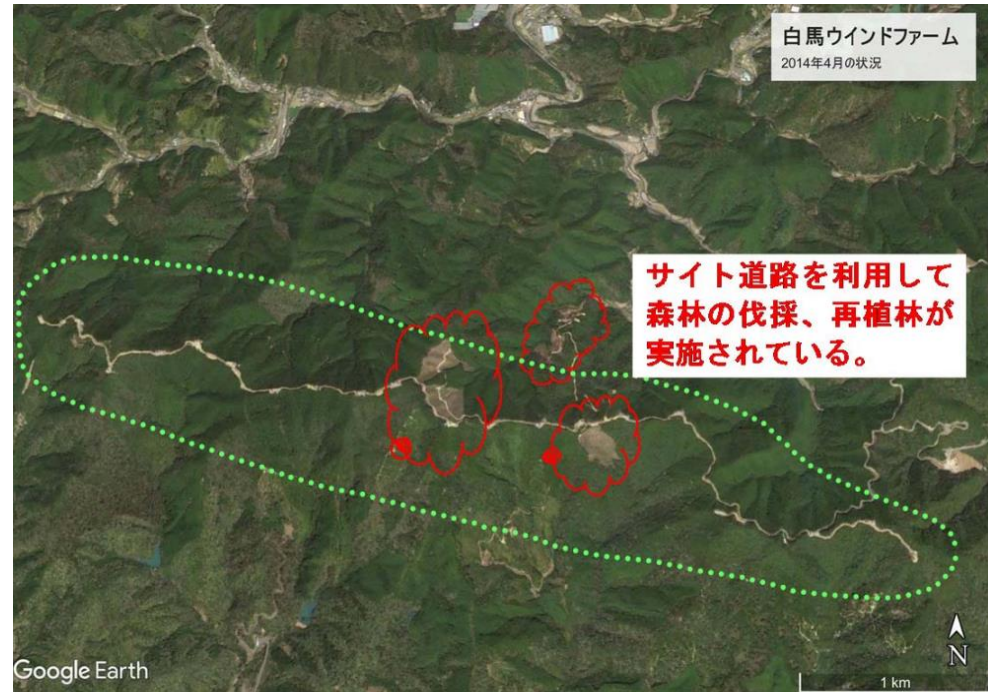 白馬ウインドファーム
2014年4月の状況
サイト道路を利用して
森林の伐採、再植林が
実施されている。
N
Google Earth
1 km